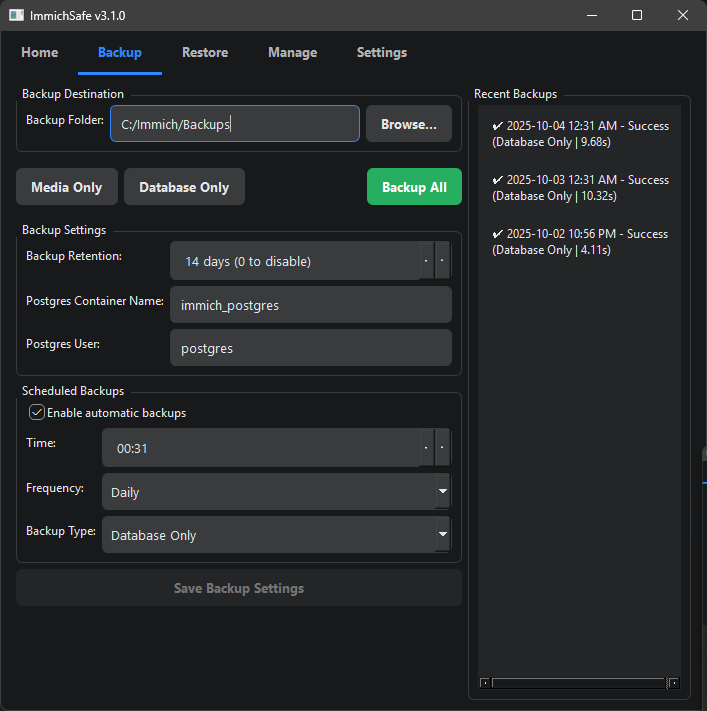 ImmichSafe v3.1.0
Home Backup Restore Manage Settings
Backup Destination
Backup Folder: C:/Immich/Backups Browse...
Media Only Database Only Backup All
Backup Settings
Backup Retention: 14 days (0 to disable)
Postgres Container Name: immich_postgres
Postgres User: postgres
Scheduled Backups
Enable automatic backups
Time: 00:31
Frequency: Daily
Backup Type: Database Only
Save Backup Settings
Recent Backups
✔ 2025-10-04 12:31 AM - Success
(Database Only | 9.68s)
✔ 2025-10-03 12:31 AM - Success
(Database Only | 10.32s)
✔ 2025-10-02 10:56 PM - Success
(Database Only | 4.11s)